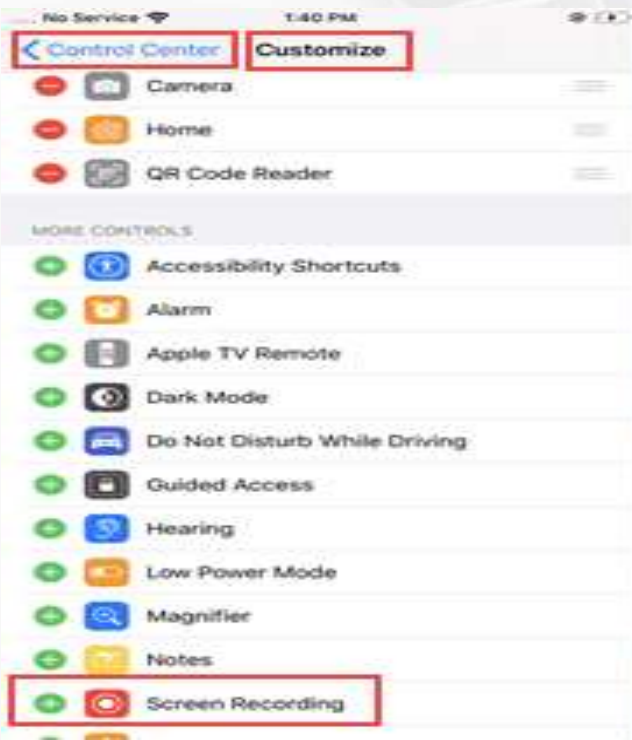 No Service 1:40 PM
Control Center Customize
Camera
Home
QR Code Reader
MORE CONTROLS
Accessibility Shortcuts
Alarm
Apple TV Remote
Dark Mode
Do Not Disturb While Driving
Guided Access
Hearing
Low Power Mode
Magnifier
Notes
Screen Recording